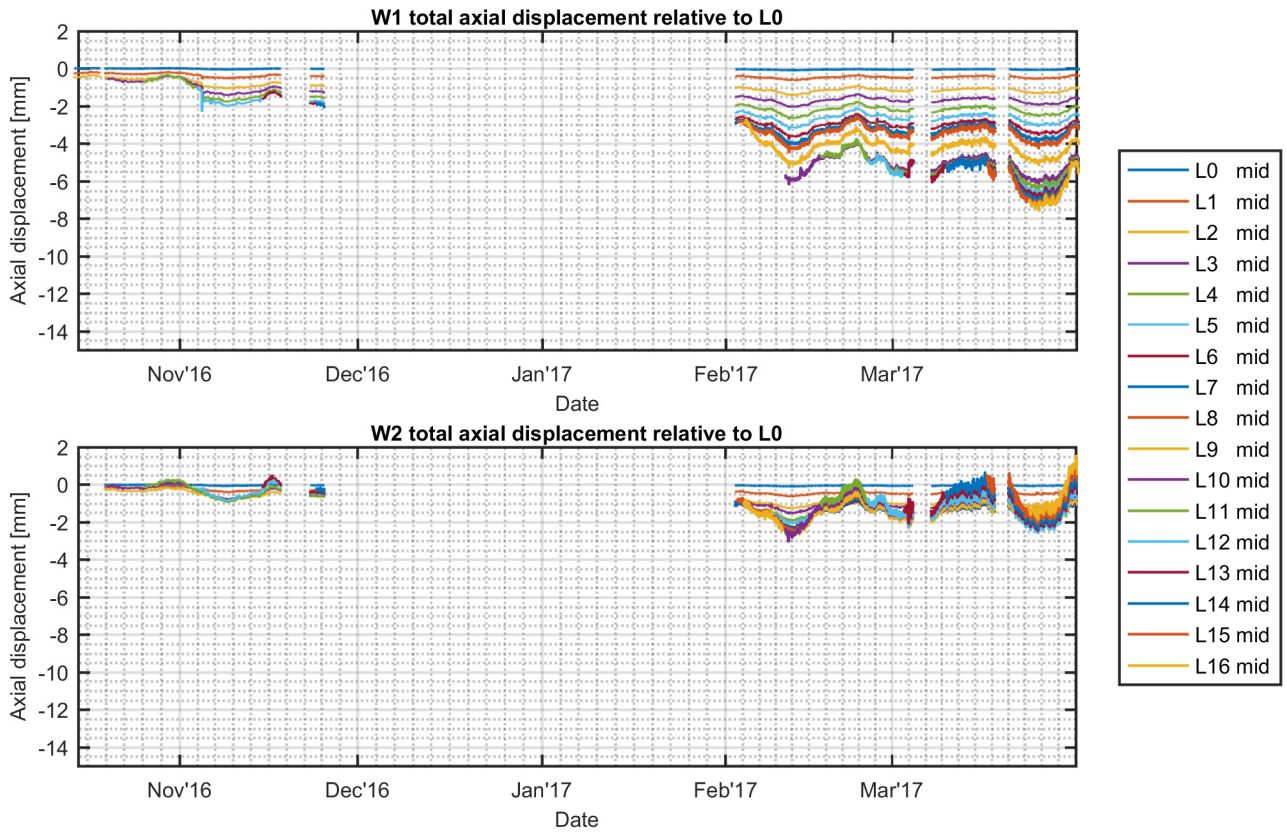 W1 total axial displacement relative to L0
2
0
-2
-4
-6
-8
-10
-12
-14
Axial displacement [mm]
Nov'16 Dec'16 Jan'17 Feb'17 Mar'17
Date
W2 total axial displacement relative to L0
2
0
-2
-4
-6
-8
-10
-12
-14
Axial displacement [mm]
Nov'16 Dec'16 Jan'17 Feb'17 Mar'17
Date
L0 mid
L1 mid
L2 mid
L3 mid
L4 mid
L5 mid
L6 mid
L7 mid
L8 mid
L9 mid
L10 mid
L11 mid
L12 mid
L13 mid
L14 mid
L15 mid
L16 mid